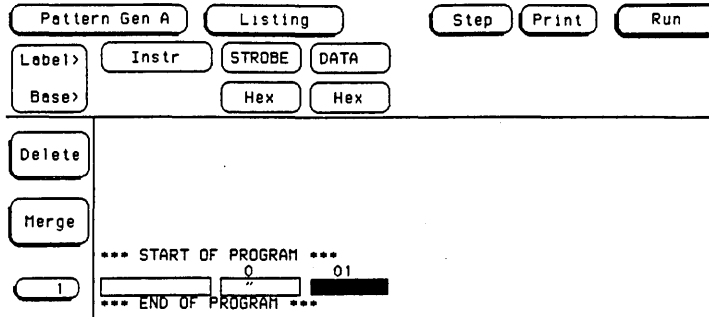 Pattern Gen A Listing Step Print Run
Label> Instr STROBE DATA
Base> Hex Hex
Delete
Merge
*** START OF PROGRAM ***
0 01
1 "
*** END OF PROGRAM ***